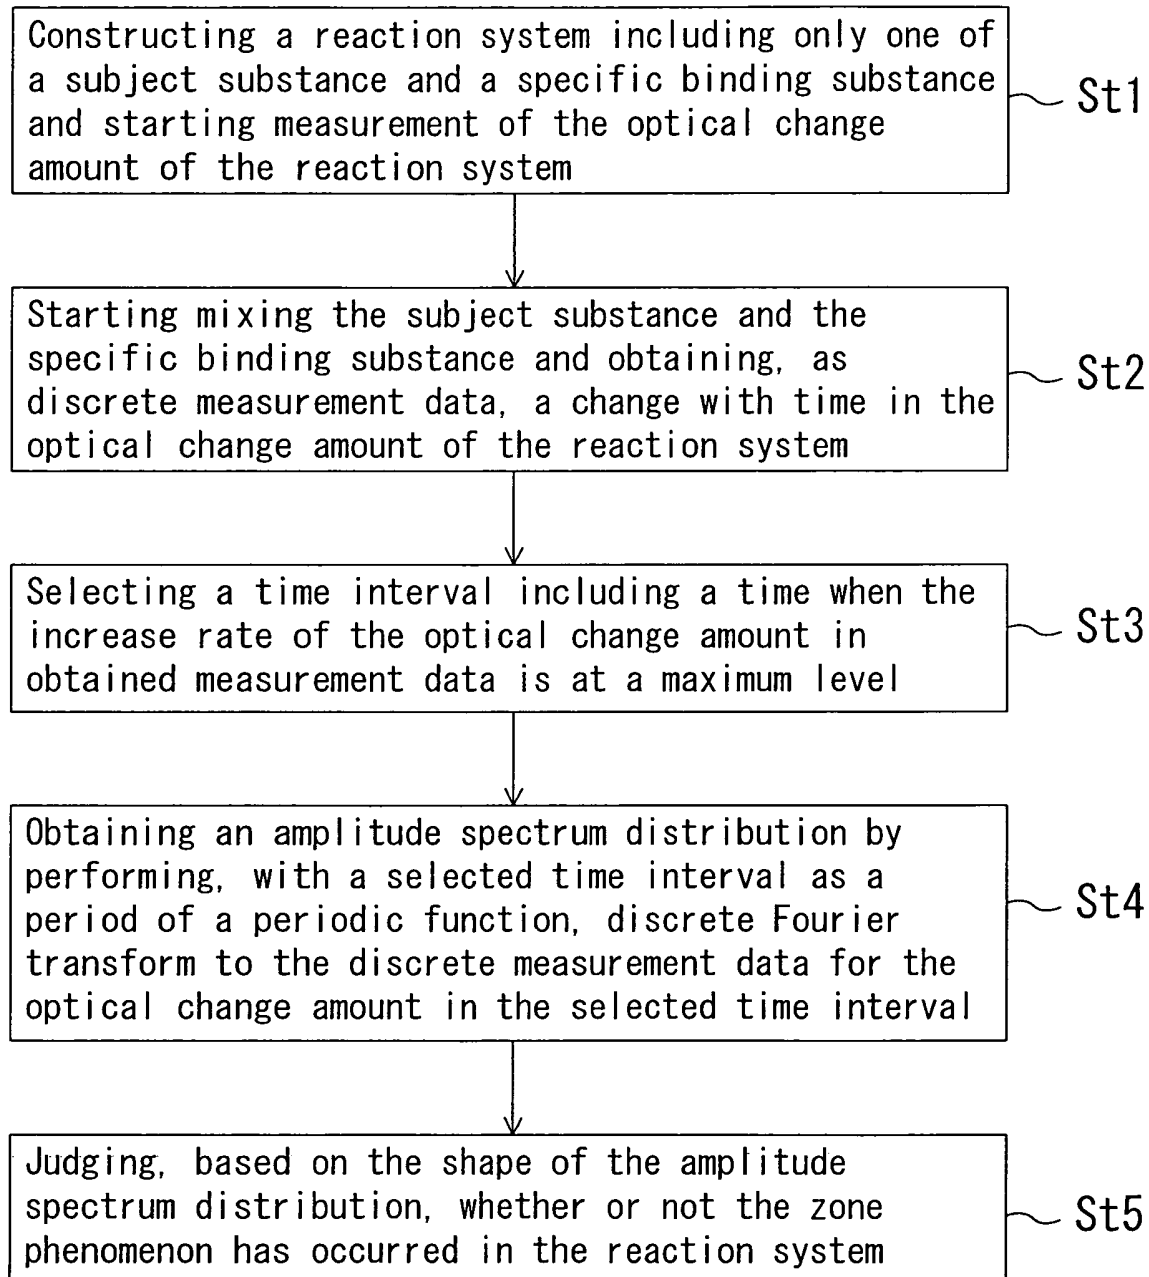 Constructing a reaction system including only one of
a subject substance and a specific binding substance
and starting measurement of the optical change
amount of the reaction system
St1
Starting mixing the subject substance and the
specific binding substance and obtaining, as
discrete measurement data, a change with time in the
optical change amount of the reaction system
St2
Selecting a time interval including a time when the
increase rate of the optical change amount in
obtained measurement data is at a maximum level
St3
Obtaining an amplitude spectrum distribution by
performing, with a selected time interval as a
period of a periodic function, discrete Fourier
transform to the discrete measurement data for the
optical change amount in the selected time interval
St4
Judging, based on the shape of the amplitude
spectrum distribution, whether or not the zone
phenomenon has occurred in the reaction system
St5